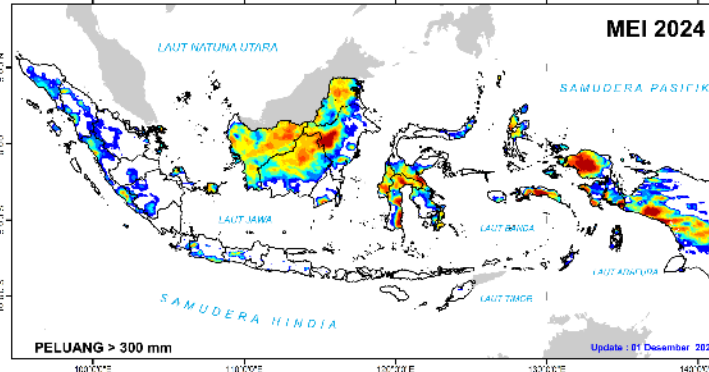 MEI 2024
LAUT NATUNA UTARA
SAMUDERA PASIFIK
LAUT JAWA
LAUT BANDA
LAUT ARAFURA
LAUT TIMOR
SAMUDERA HINDIA
PELUANG > 300 mm
Update : 01 Desember 202